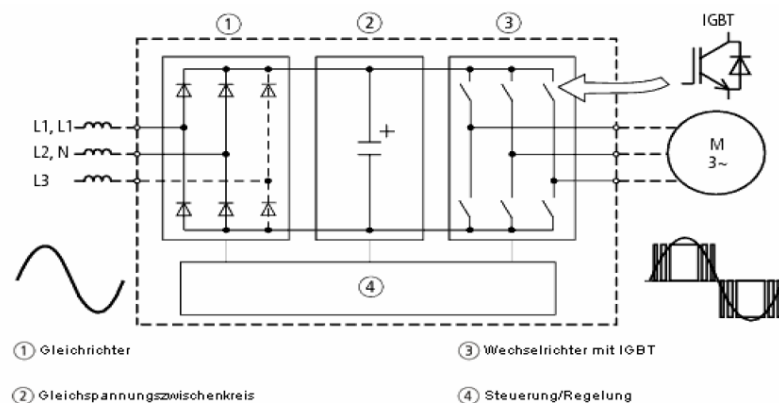 ① ② ③ IGBT
L1, L1
L2, N
L3
+
M
3~
④
① Gleichrichter ③ Wechselrichter mit IGBT
② Gleichspannungszwischenkreis ④ Steuerung/Regelung